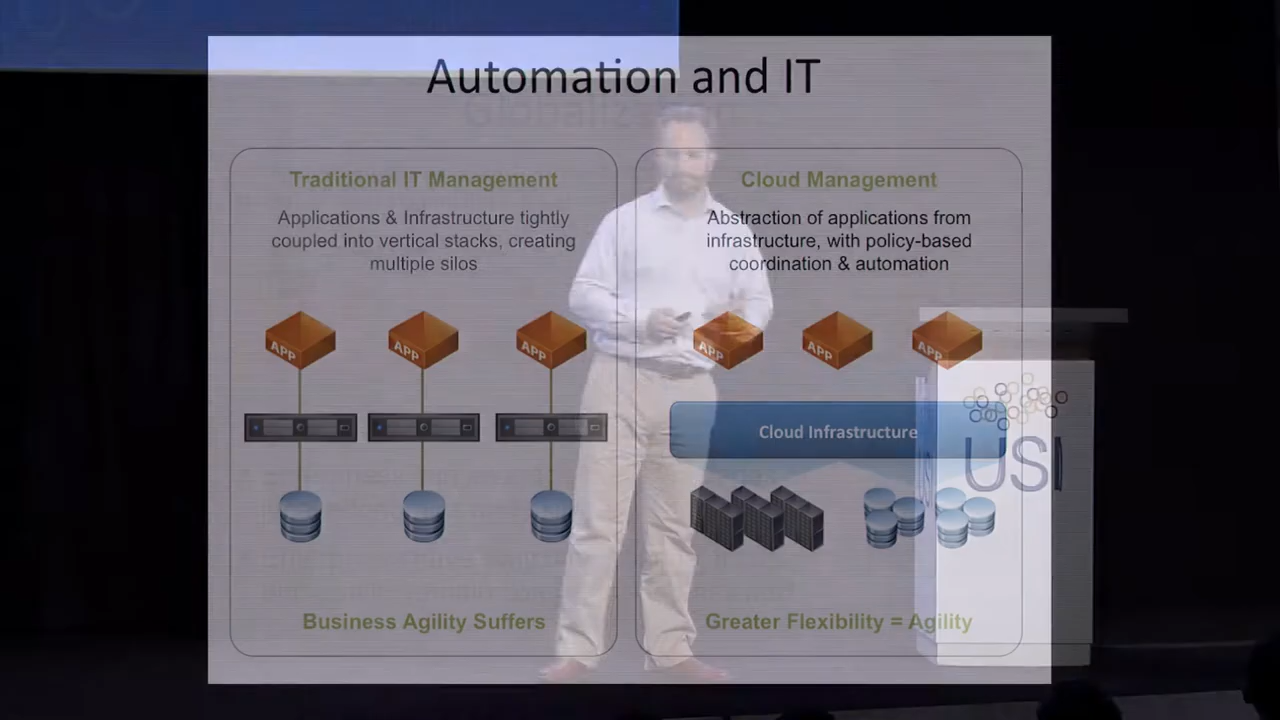 Automation and IT
Traditional IT Management
Applications & Infrastructure tightly
coupled into vertical stacks, creating
multiple silos
APP
APP
APP
Business Agility Suffers
Cloud Management
Abstraction of applications from
infrastructure, with policy-based
coordination & automation
APP
APP
APP
Cloud Infrastructure
Greater Flexibility = Agility
USI